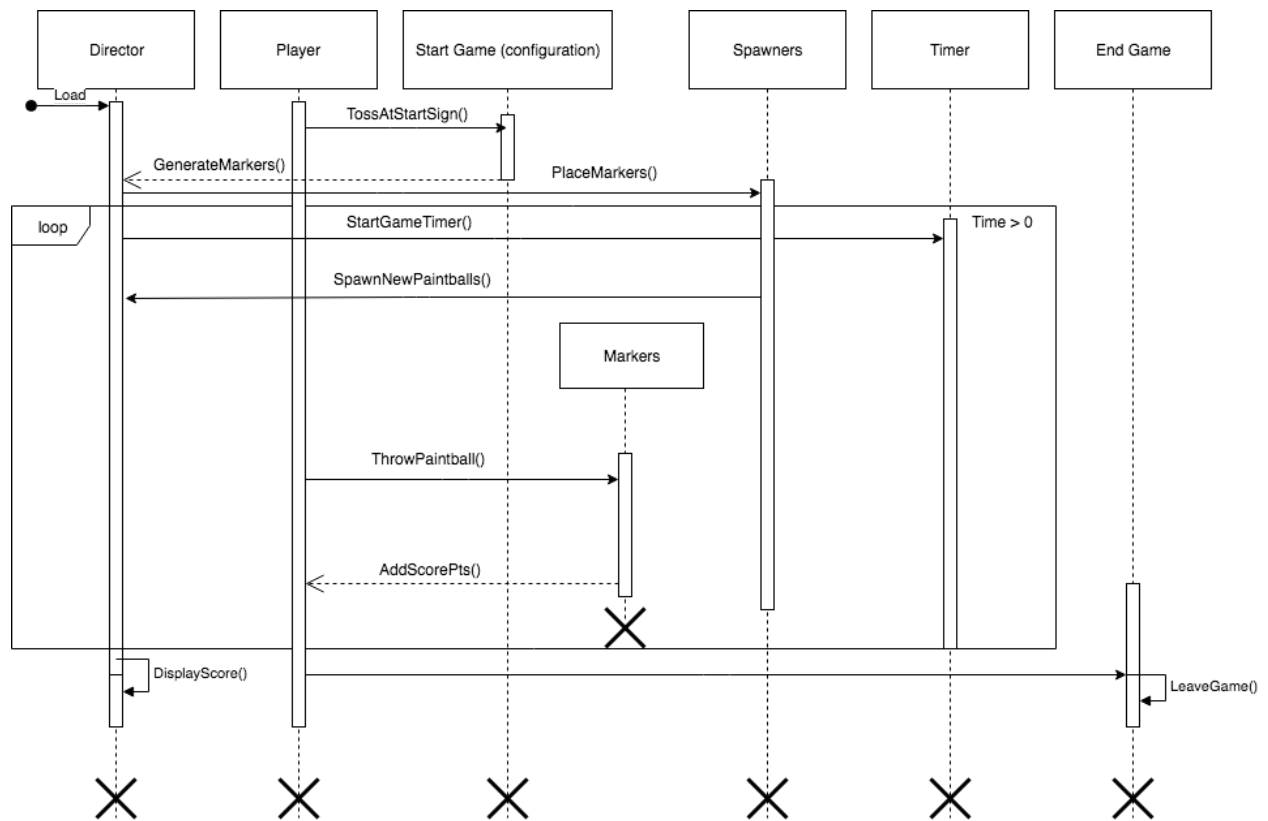 Director
Player
Start Game (configuration)
Spawners
Timer
End Game
Load
TossAtStartSign()
GenerateMarkers()
PlaceMarkers()
loop
StartGameTimer()
Time > 0
SpawnNewPaintballs()
Markers
ThrowPaintball()
AddScorePts()
DisplayScore()
LeaveGame()